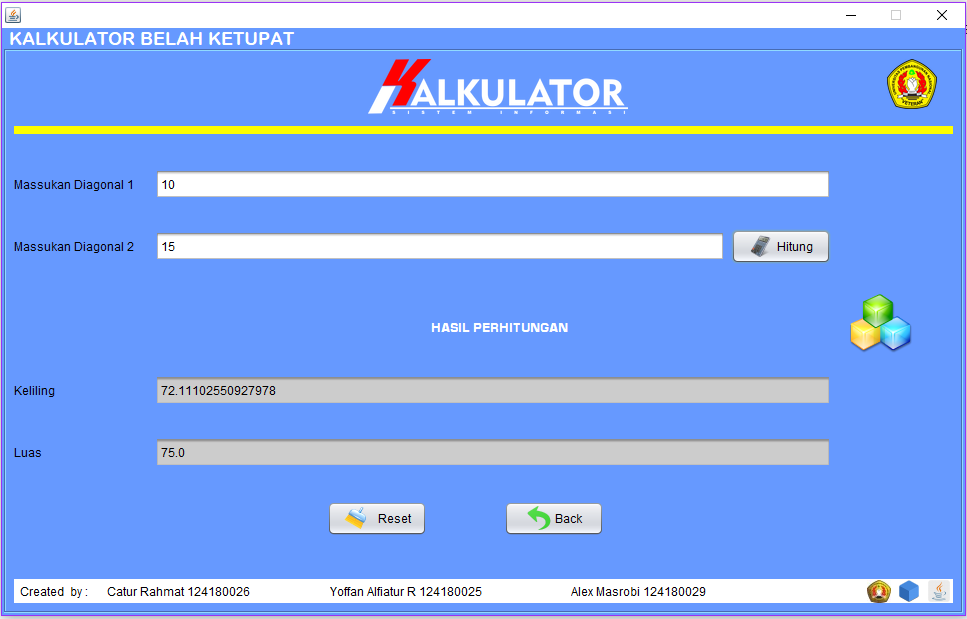 KALKULATOR BELAH KETUPAT
KALKULATOR
SISTEM INFORMASI
Massukan Diagonal 1 10
Massukan Diagonal 2 15 Hitung
HASIL PERHITUNGAN
Keliling 72.11102550927978
Luas 75.0
Reset Back
Created by : Catur Rahmat 124180026 Yoffan Alfiatur R 124180025 Alex Masrobi 124180029